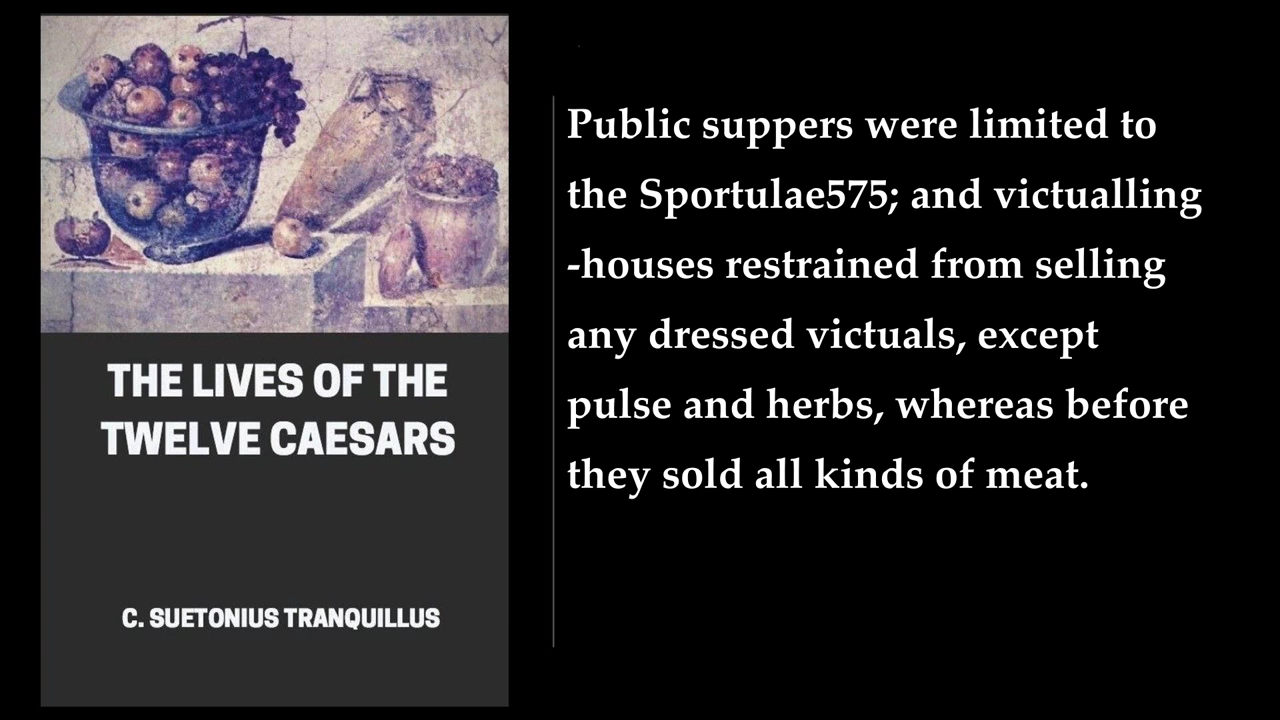 THE LIVES OF THE
TWELVE CAESARS
C. SUETONIUS TRANQUILLUS
Public suppers were limited to
the Sportulae575; and victualling
-houses restrained from selling
any dressed victuals, except
pulse and herbs, whereas before
they sold all kinds of meat.